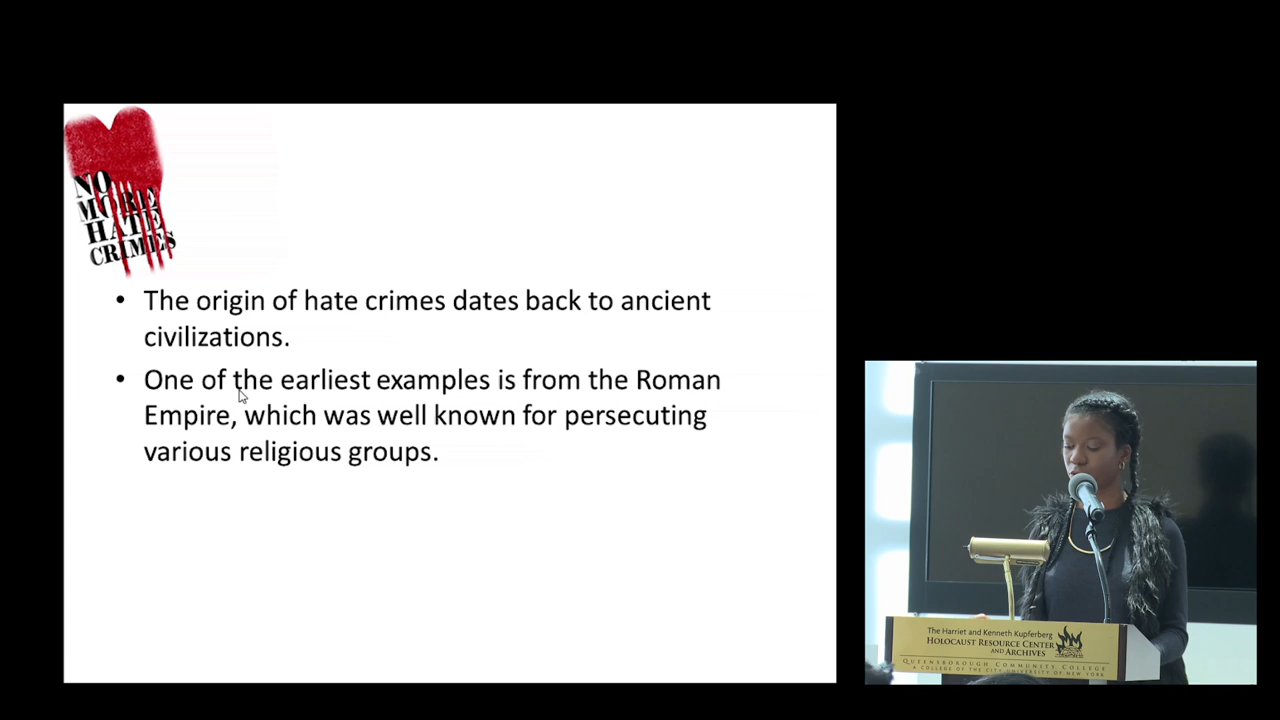 NO
MORE
HATE
CRIMES
• The origin of hate crimes dates back to ancient
civilizations.
• One of the earliest examples is from the Roman
Empire, which was well known for persecuting
various religious groups.
The Harriet and Kenneth Kupferberg
HOLOCAUST RESOURCE CENTER
AND ARCHIVES
QUEENSBOROUGH COMMUNITY COLLEGE
A COLLEGE OF THE CITY UNIVERSITY OF NEW YORK